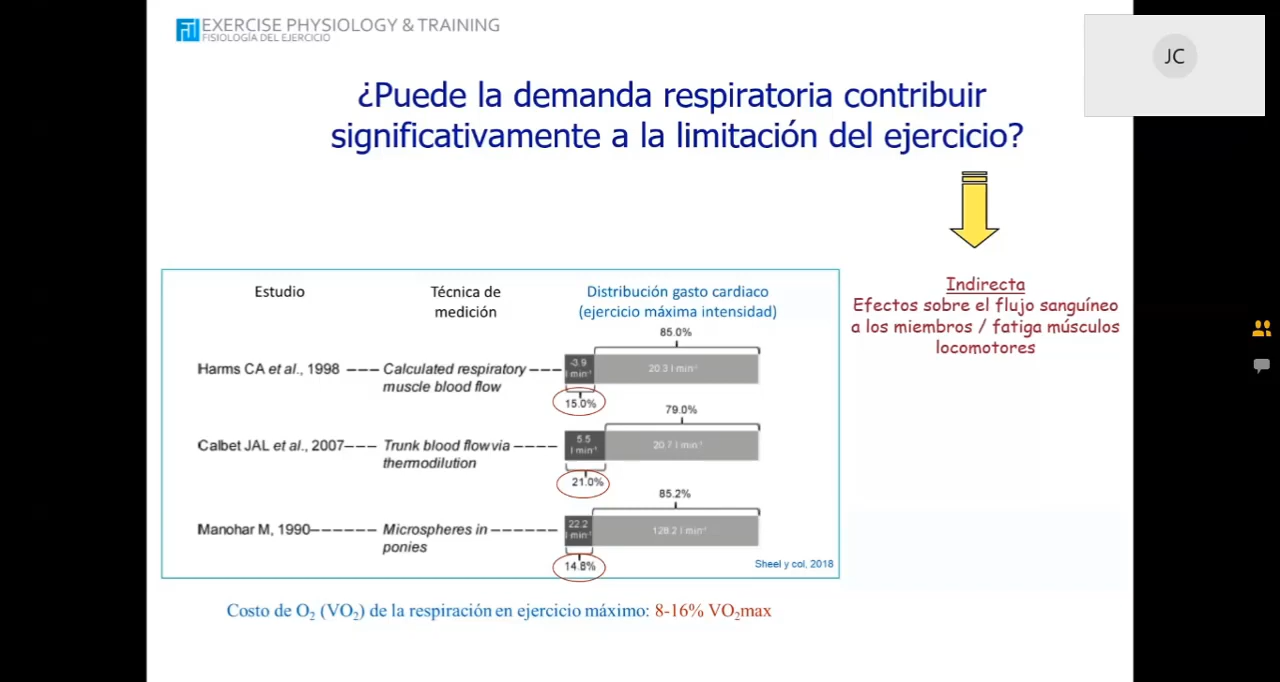 EXERCISE PHYSIOLOGY & TRAINING
FISIOLOGÍA DEL EJERCICIO
JC
¿Puede la demanda respiratoria contribuir
significativamente a la limitación del ejercicio?
Indirecta
Efectos sobre el flujo sanguíneo
a los miembros / fatiga músculos
locomotores
Estudio
Técnica de
medición
Distribución gasto cardiaco
(ejercicio máxima intensidad)
85.0%
Harms CA et al., 1998
Calculated respiratory
muscle blood flow
-3.9
l min⁻¹
20.3 l min⁻¹
15.0%
79.0%
Calbet JAL et al., 2007
Trunk blood flow via
thermodilution
5.5
l min⁻¹
20.7 l min⁻¹
21.0%
85.2%
Manohar M, 1990
Microspheres in
ponies
22.2
l min⁻¹
128.2 l min⁻¹
14.8%
Sheel y col, 2018
Costo de O₂ (VO₂) de la respiración en ejercicio máximo: 8-16% VO₂max